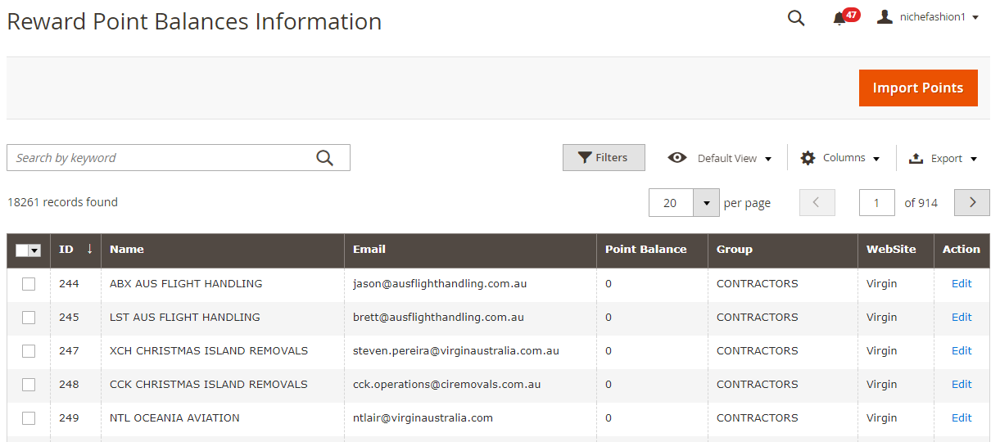 Reward Point Balances Information
47
nichefashion1
Import Points
Search by keyword
Filters
Default View
Columns
Export
18261 records found
20
per page
1
of 914
ID ↓ Name Email Point Balance Group WebSite Action
244 ABX AUS FLIGHT HANDLING jason@ausflighthandling.com.au 0 CONTRACTORS Virgin Edit
245 LST AUS FLIGHT HANDLING brett@ausflighthandling.com.au 0 CONTRACTORS Virgin Edit
247 XCH CHRISTMAS ISLAND REMOVALS steven.pereira@virginaustralia.com.au 0 CONTRACTORS Virgin Edit
248 CCK CHRISTMAS ISLAND REMOVALS cck.operations@ciremovals.com.au 0 CONTRACTORS Virgin Edit
249 NTL OCEANIA AVIATION ntlair@virginaustralia.com 0 CONTRACTORS Virgin Edit